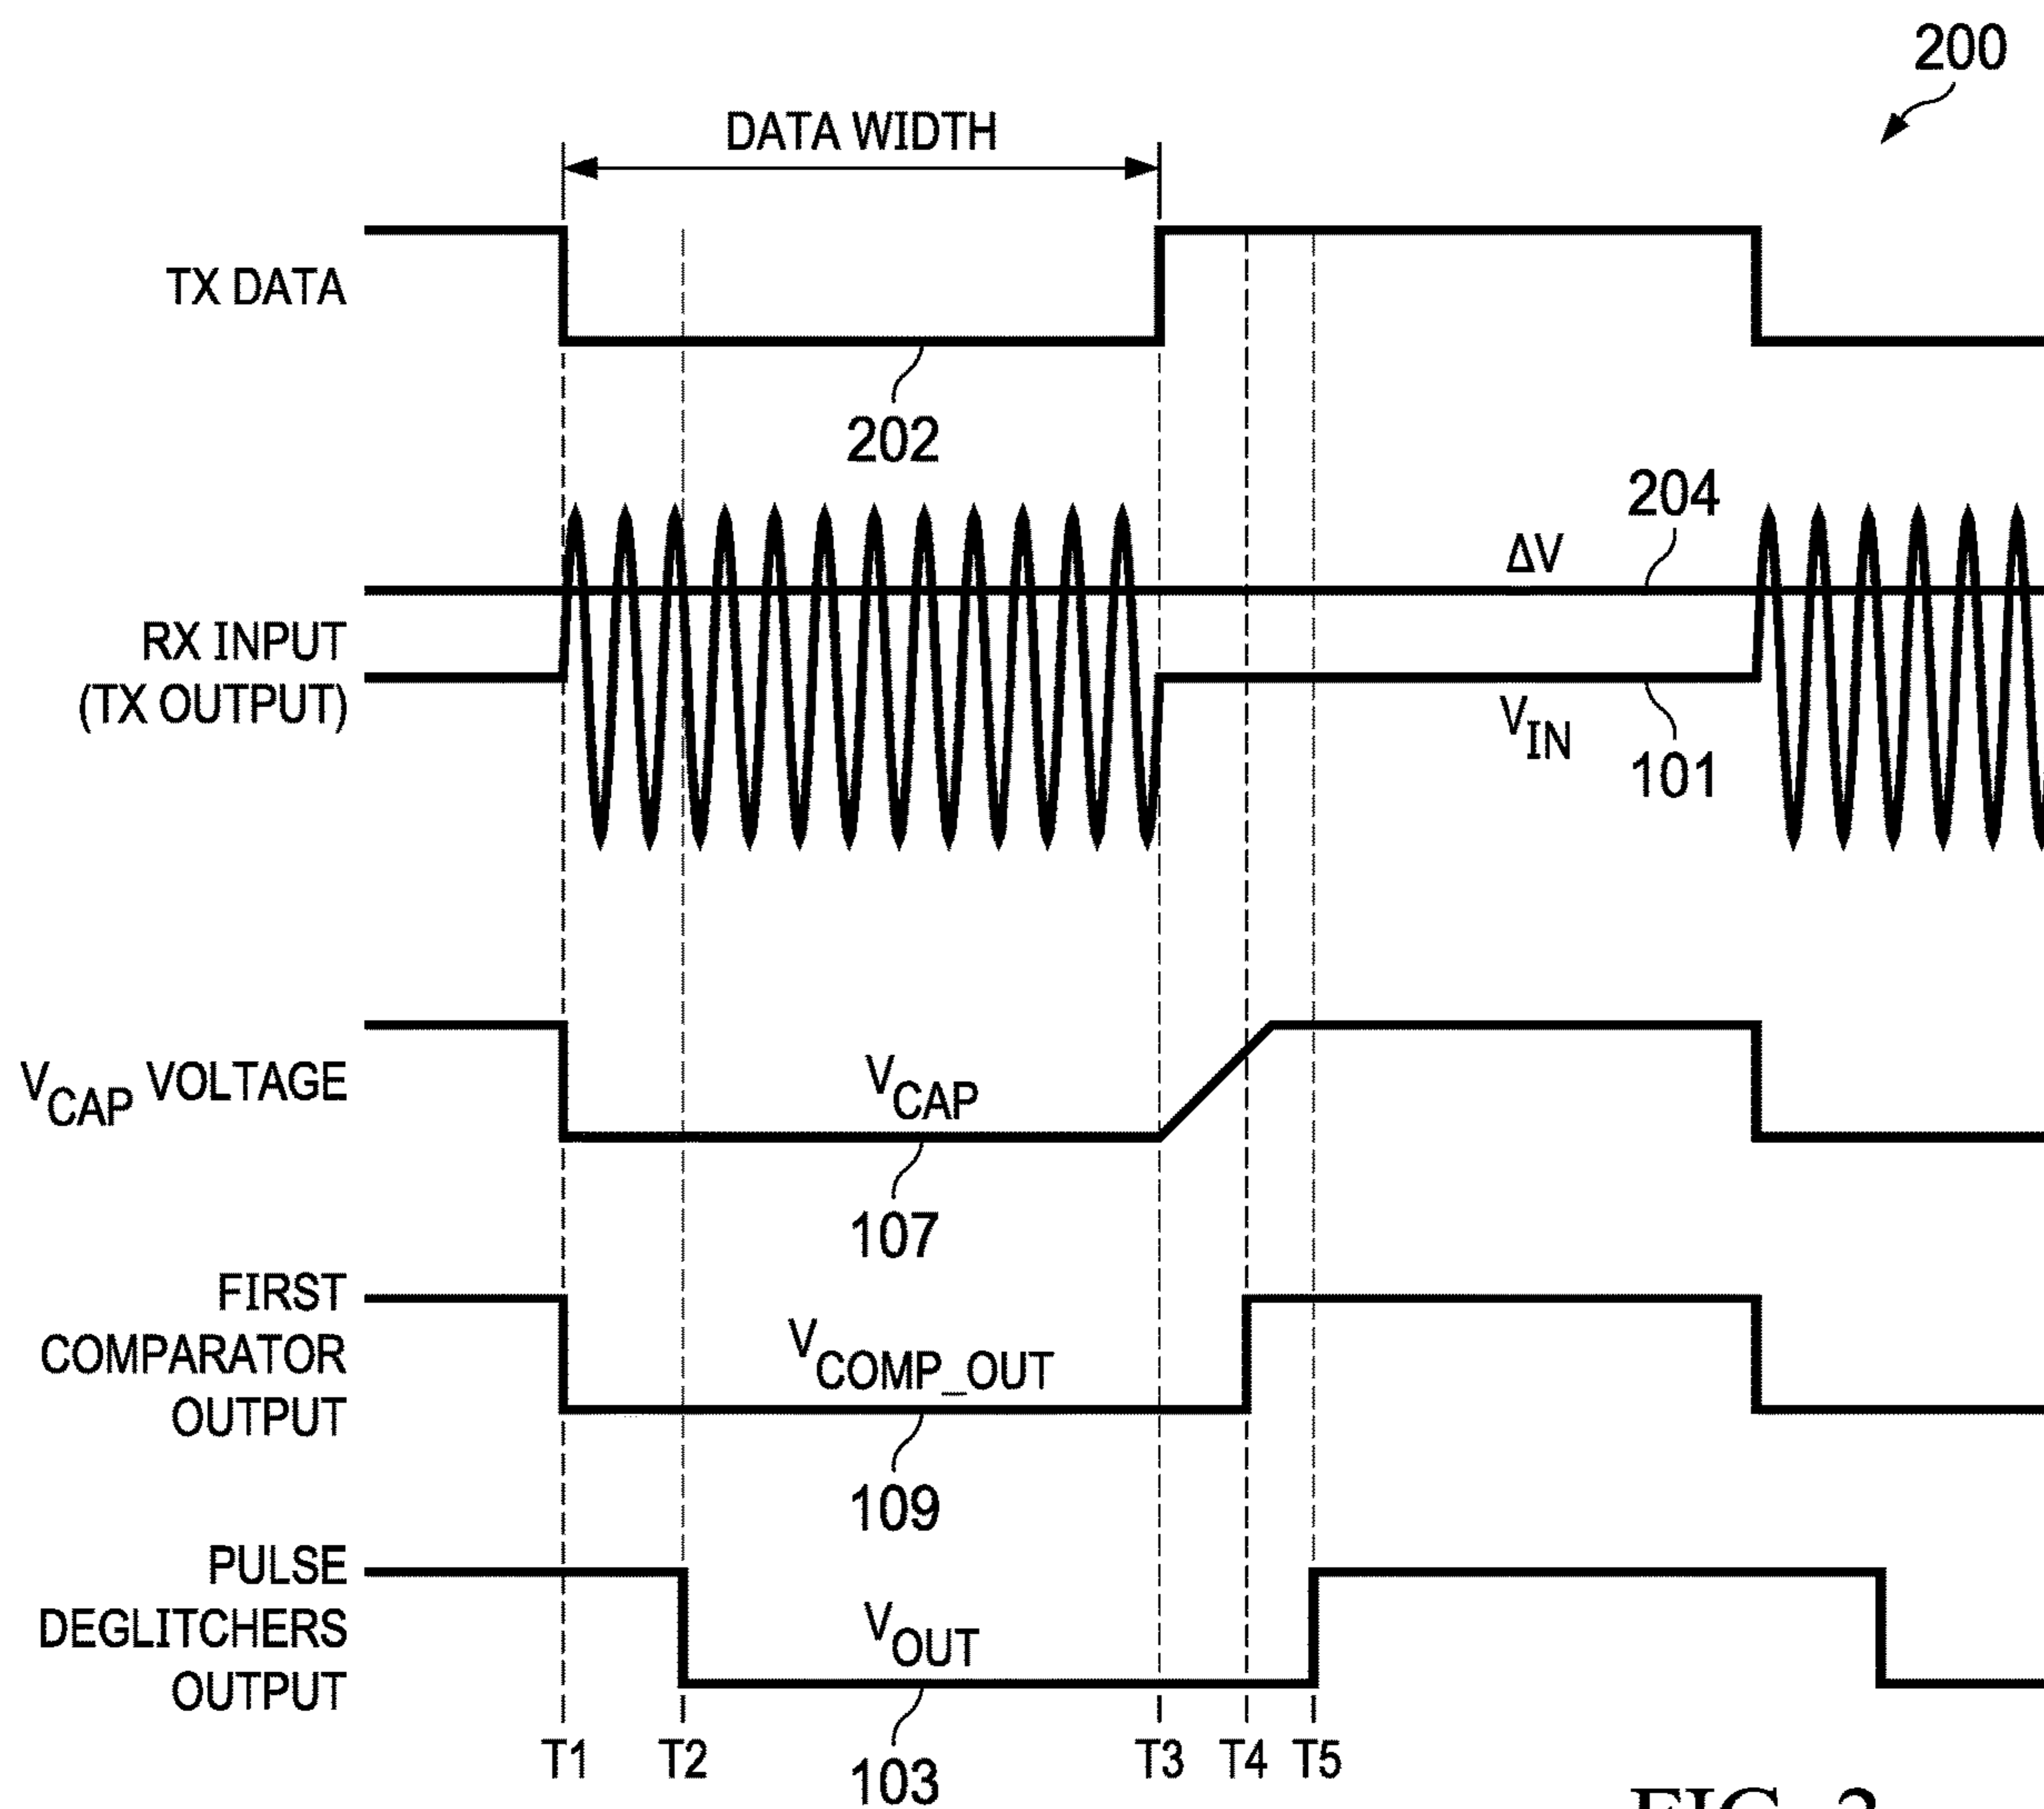 200
DATA WIDTH
TX DATA
202
204
ΔV
RX INPUT
(TX OUTPUT)
VIN
101
VCAP VOLTAGE
VCAP
107
FIRST
COMPARATOR
OUTPUT
VCOMP_OUT
109
PULSE
DEGLITCHERS
OUTPUT
VOUT
T1 T2 T3 T4 T5
103